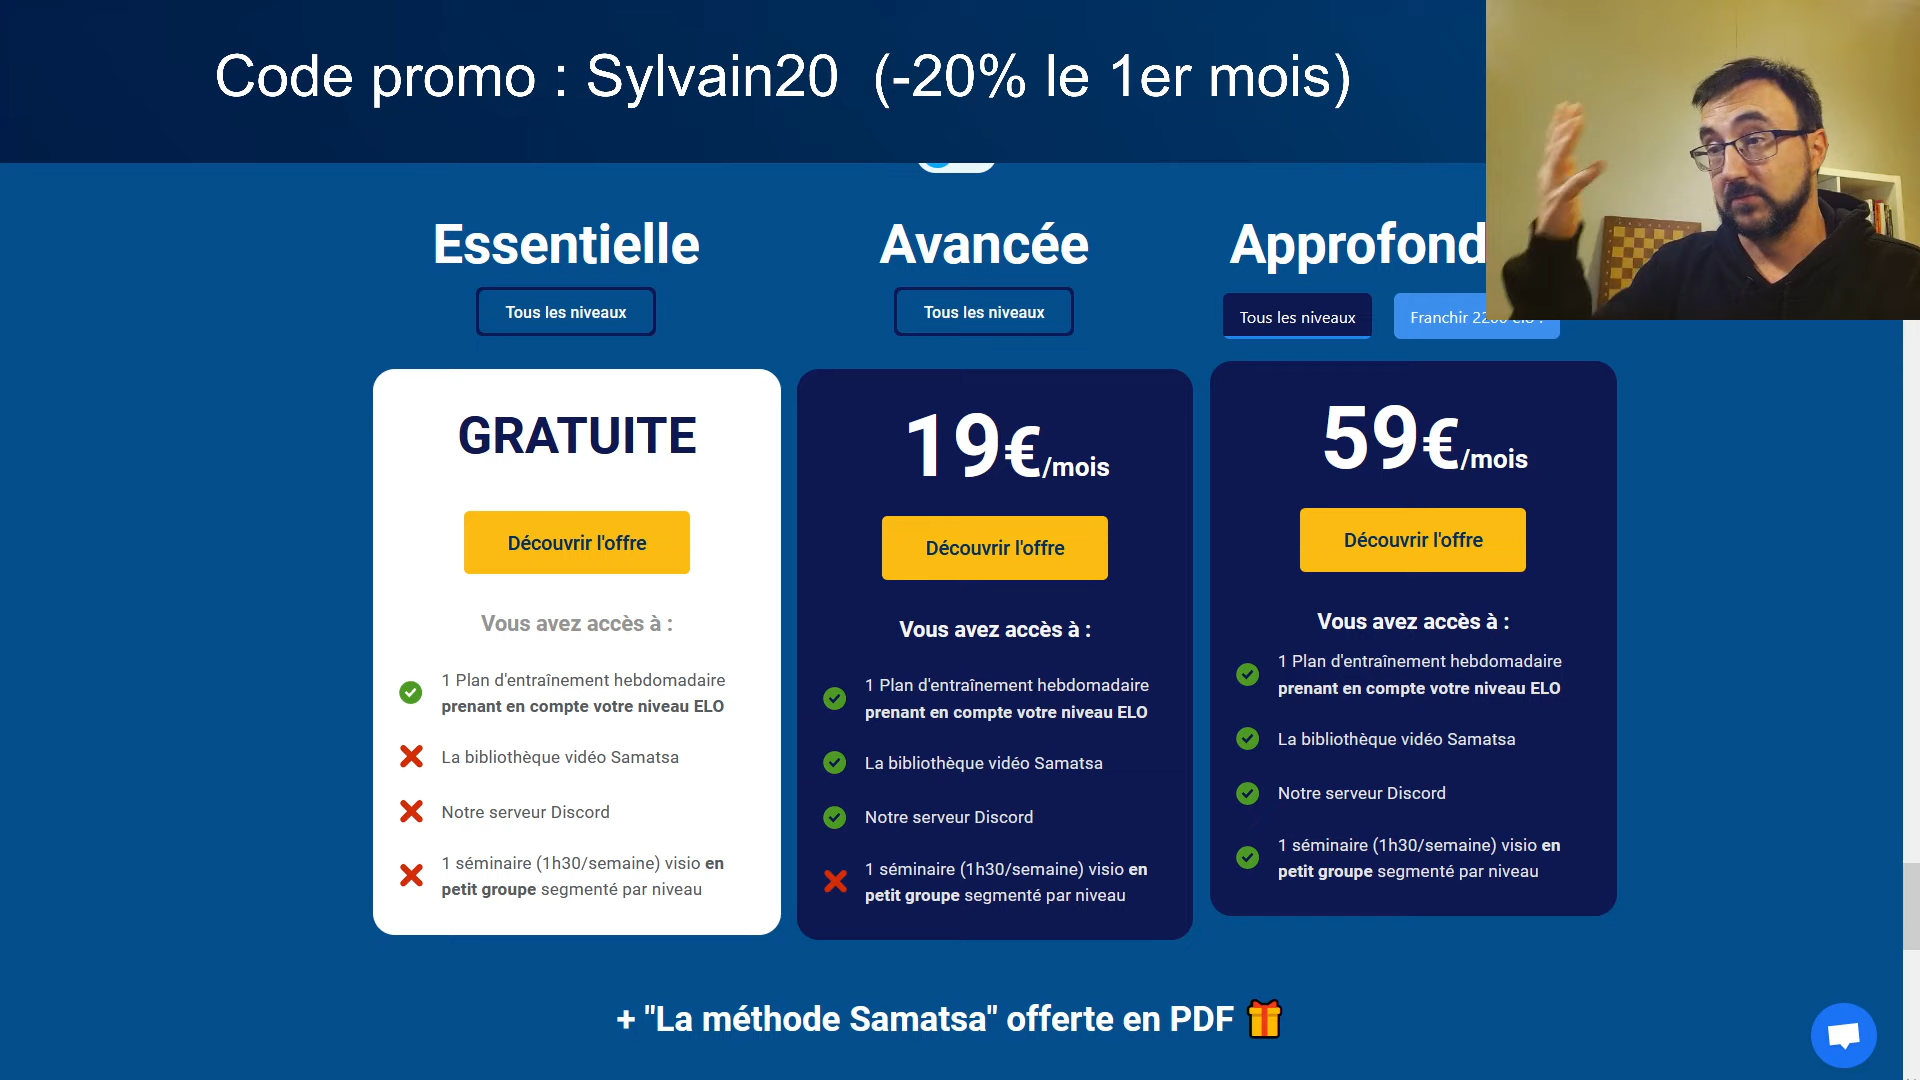 Code promo : Sylvain20 (-20% le 1er mois)
Essentielle
Tous les niveaux
GRATUITE
Découvrir l'offre
Vous avez accès à :
1 Plan d'entraînement hebdomadaire
prenant en compte votre niveau ELO
La bibliothèque vidéo Samatsa
Notre serveur Discord
1 séminaire (1h30/semaine) visio en
petit groupe segmenté par niveau
Avancée
Tous les niveaux
19€/mois
Découvrir l'offre
Vous avez accès à :
1 Plan d'entraînement hebdomadaire
prenant en compte votre niveau ELO
La bibliothèque vidéo Samatsa
Notre serveur Discord
1 séminaire (1h30/semaine) visio en
petit groupe segmenté par niveau
Approfond
Tous les niveaux
Franchir
59€/mois
Découvrir l'offre
Vous avez accès à :
1 Plan d'entraînement hebdomadaire
prenant en compte votre niveau ELO
La bibliothèque vidéo Samatsa
Notre serveur Discord
1 séminaire (1h30/semaine) visio en
petit groupe segmenté par niveau
+ "La méthode Samatsa" offerte en PDF